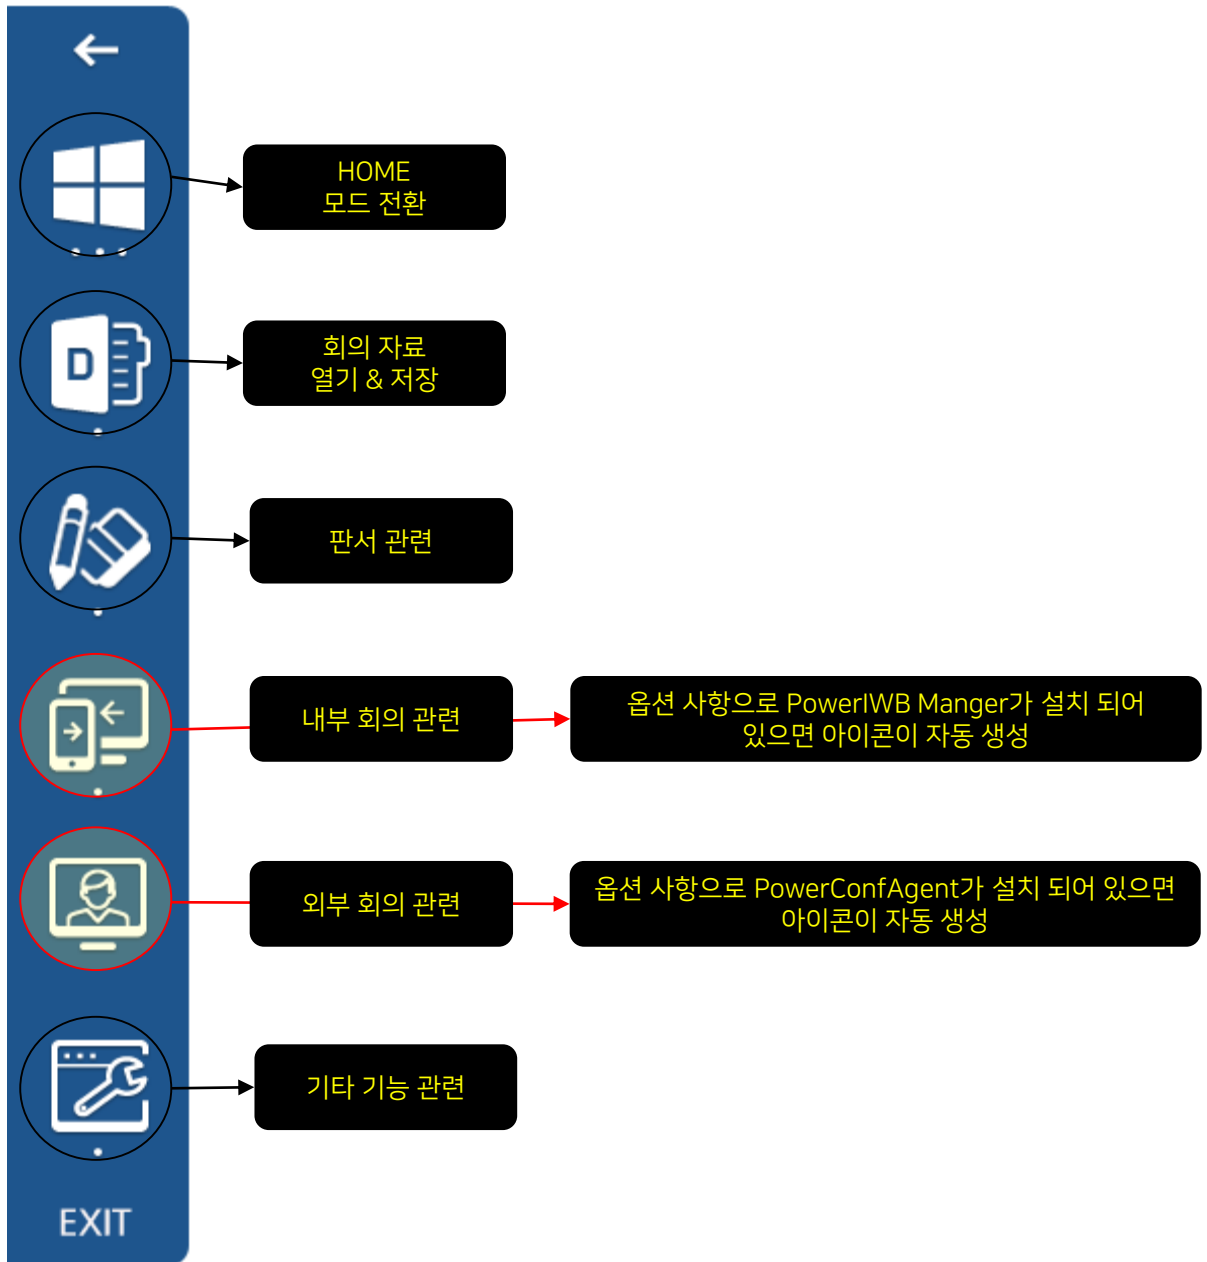 HOME
모드 전환
D
회의 자료
열기 & 저장
판서 관련
내부 회의 관련
옵션 사항으로 PowerIWB Manger가 설치 되어
있으면 아이콘이 자동 생성
외부 회의 관련
옵션 사항으로 PowerConfAgent가 설치 되어 있으면
아이콘이 자동 생성
기타 기능 관련
EXIT